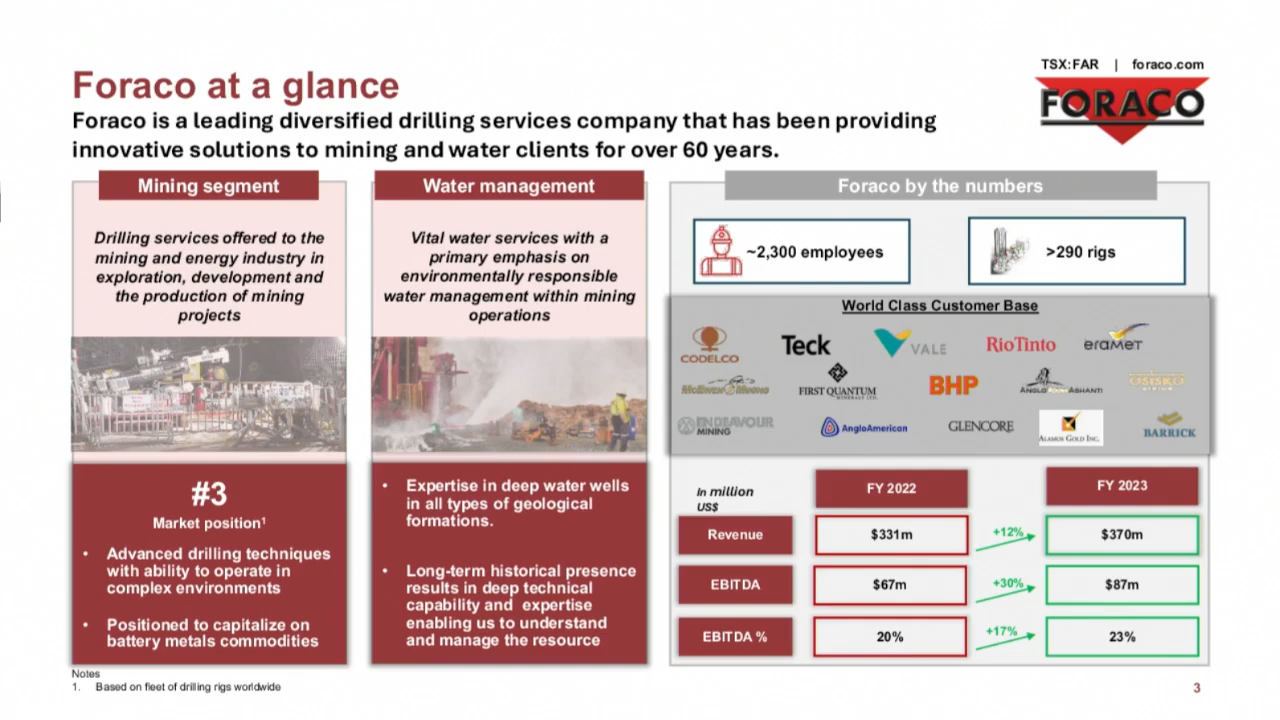 TSX:FAR | foraco.com
FORACO
Foraco at a glance
Foraco is a leading diversified drilling services company that has been providing
innovative solutions to mining and water clients for over 60 years.
Mining segment
Drilling services offered to the
mining and energy industry in
exploration, development and
the production of mining
projects
#3
Market position¹
• Advanced drilling techniques
with ability to operate in
complex environments
• Positioned to capitalize on
battery metals commodities
Water management
Vital water services with a
primary emphasis on
environmentally responsible
water management within mining
operations
• Expertise in deep water wells
in all types of geological
formations.
• Long-term historical presence
results in deep technical
capability and expertise
enabling us to understand
and manage the resource
Foraco by the numbers
~2,300 employees
>290 rigs
World Class Customer Base
CODELCO
Teck
VALE
RioTinto
eramet
McEwen Mining
FIRST QUANTUM
MINERALS LTD.
BHP
ANGLOGOLD ASHANTI
OSISKO
ENDEAVOUR
MINING
AngloAmerican
GLENCORE
ALAMOS GOLD INC.
BARRICK
In million
US$
FY 2022
FY 2023
Revenue
$331m
+12%
$370m
EBITDA
$67m
+30%
$87m
EBITDA %
20%
+17%
23%
Notes
1. Based on fleet of drilling rigs worldwide
3